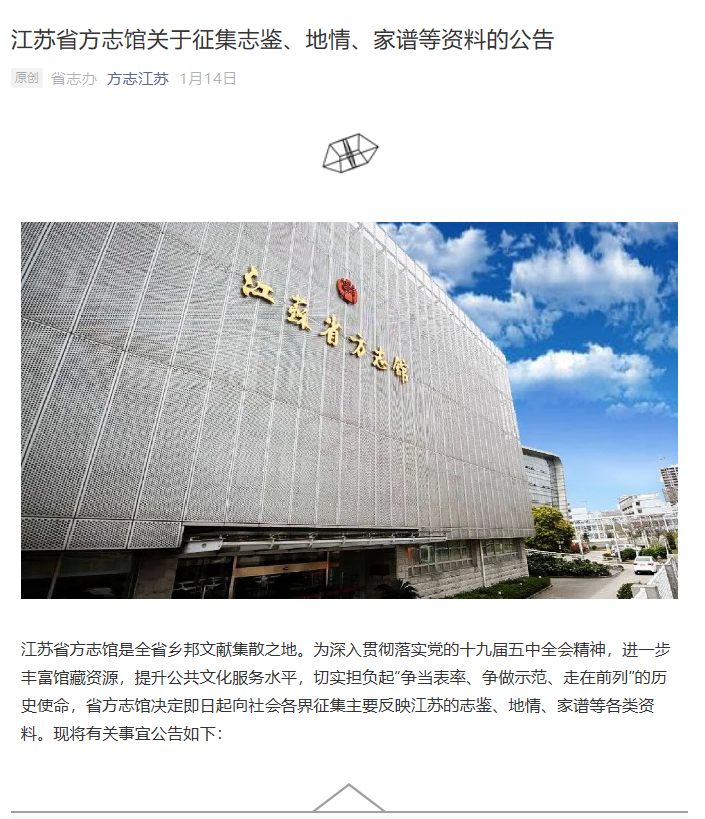 江苏省方志馆关于征集志鉴、地情、家谱等资料的公告
原创 省志办 方志江苏 1月14日
江苏省方志馆
江苏省方志馆是全省乡邦文献集散之地。为深入贯彻落实党的十九届五中全会精神，进一步
丰富馆藏资源，提升公共文化服务水平，切实担负起“争当表率、争做示范、走在前列”的历
史使命，省方志馆决定即日起向社会各界征集主要反映江苏的志鉴、地情、家谱等各类资
料。现将有关事宜公告如下：